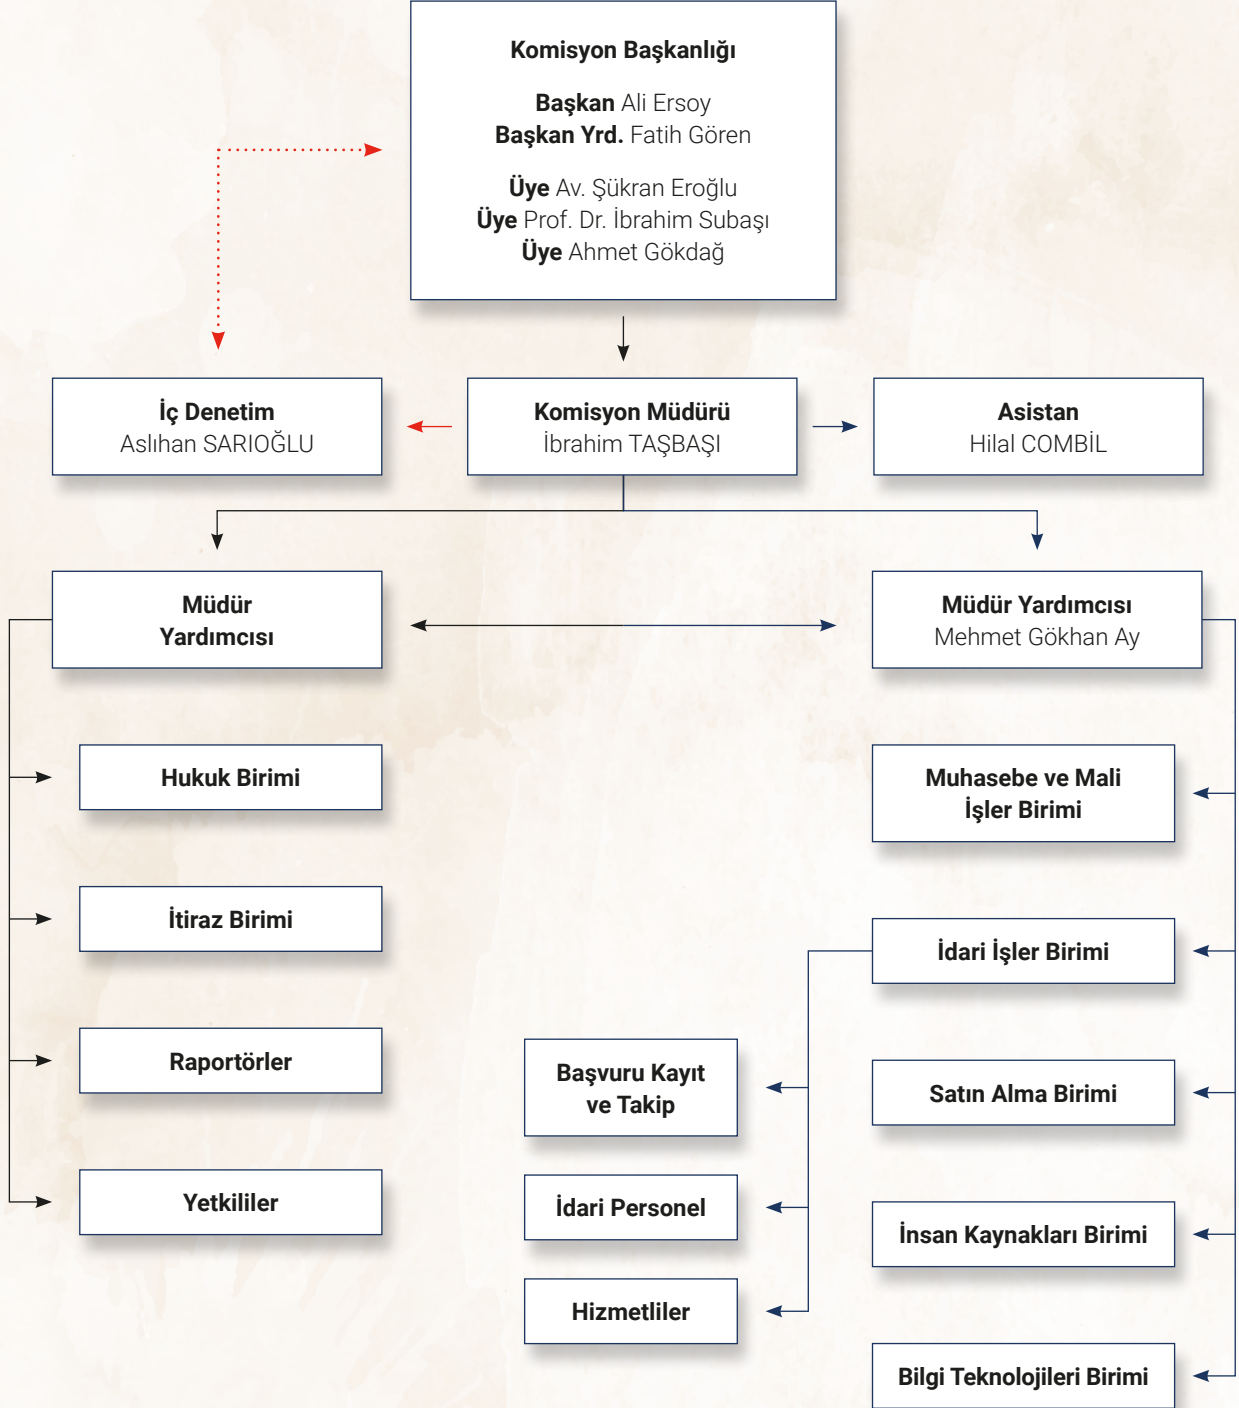 Komisyon Başkanlığı
Başkan Ali Ersoy
Başkan Yrd. Fatih Gören
Üye Av. Şükran Eroğlu
Üye Prof. Dr. İbrahim Subaşı
Üye Ahmet Gökdağ
İç Denetim
Aslıhan SARIOĞLU
Komisyon Müdürü
İbrahim TAŞBAŞI
Asistan
Hilal COMBİL
Müdür
Yardımcısı
Müdür Yardımcısı
Mehmet Gökhan Ay
Hukuk Birimi
İtiraz Birimi
Raportörler
Yetkililer
Muhasebe ve Mali
İşler Birimi
İdari İşler Birimi
Başvuru Kayıt
ve Takip
İdari Personel
Hizmetliler
Satın Alma Birimi
İnsan Kaynakları Birimi
Bilgi Teknolojileri Birimi